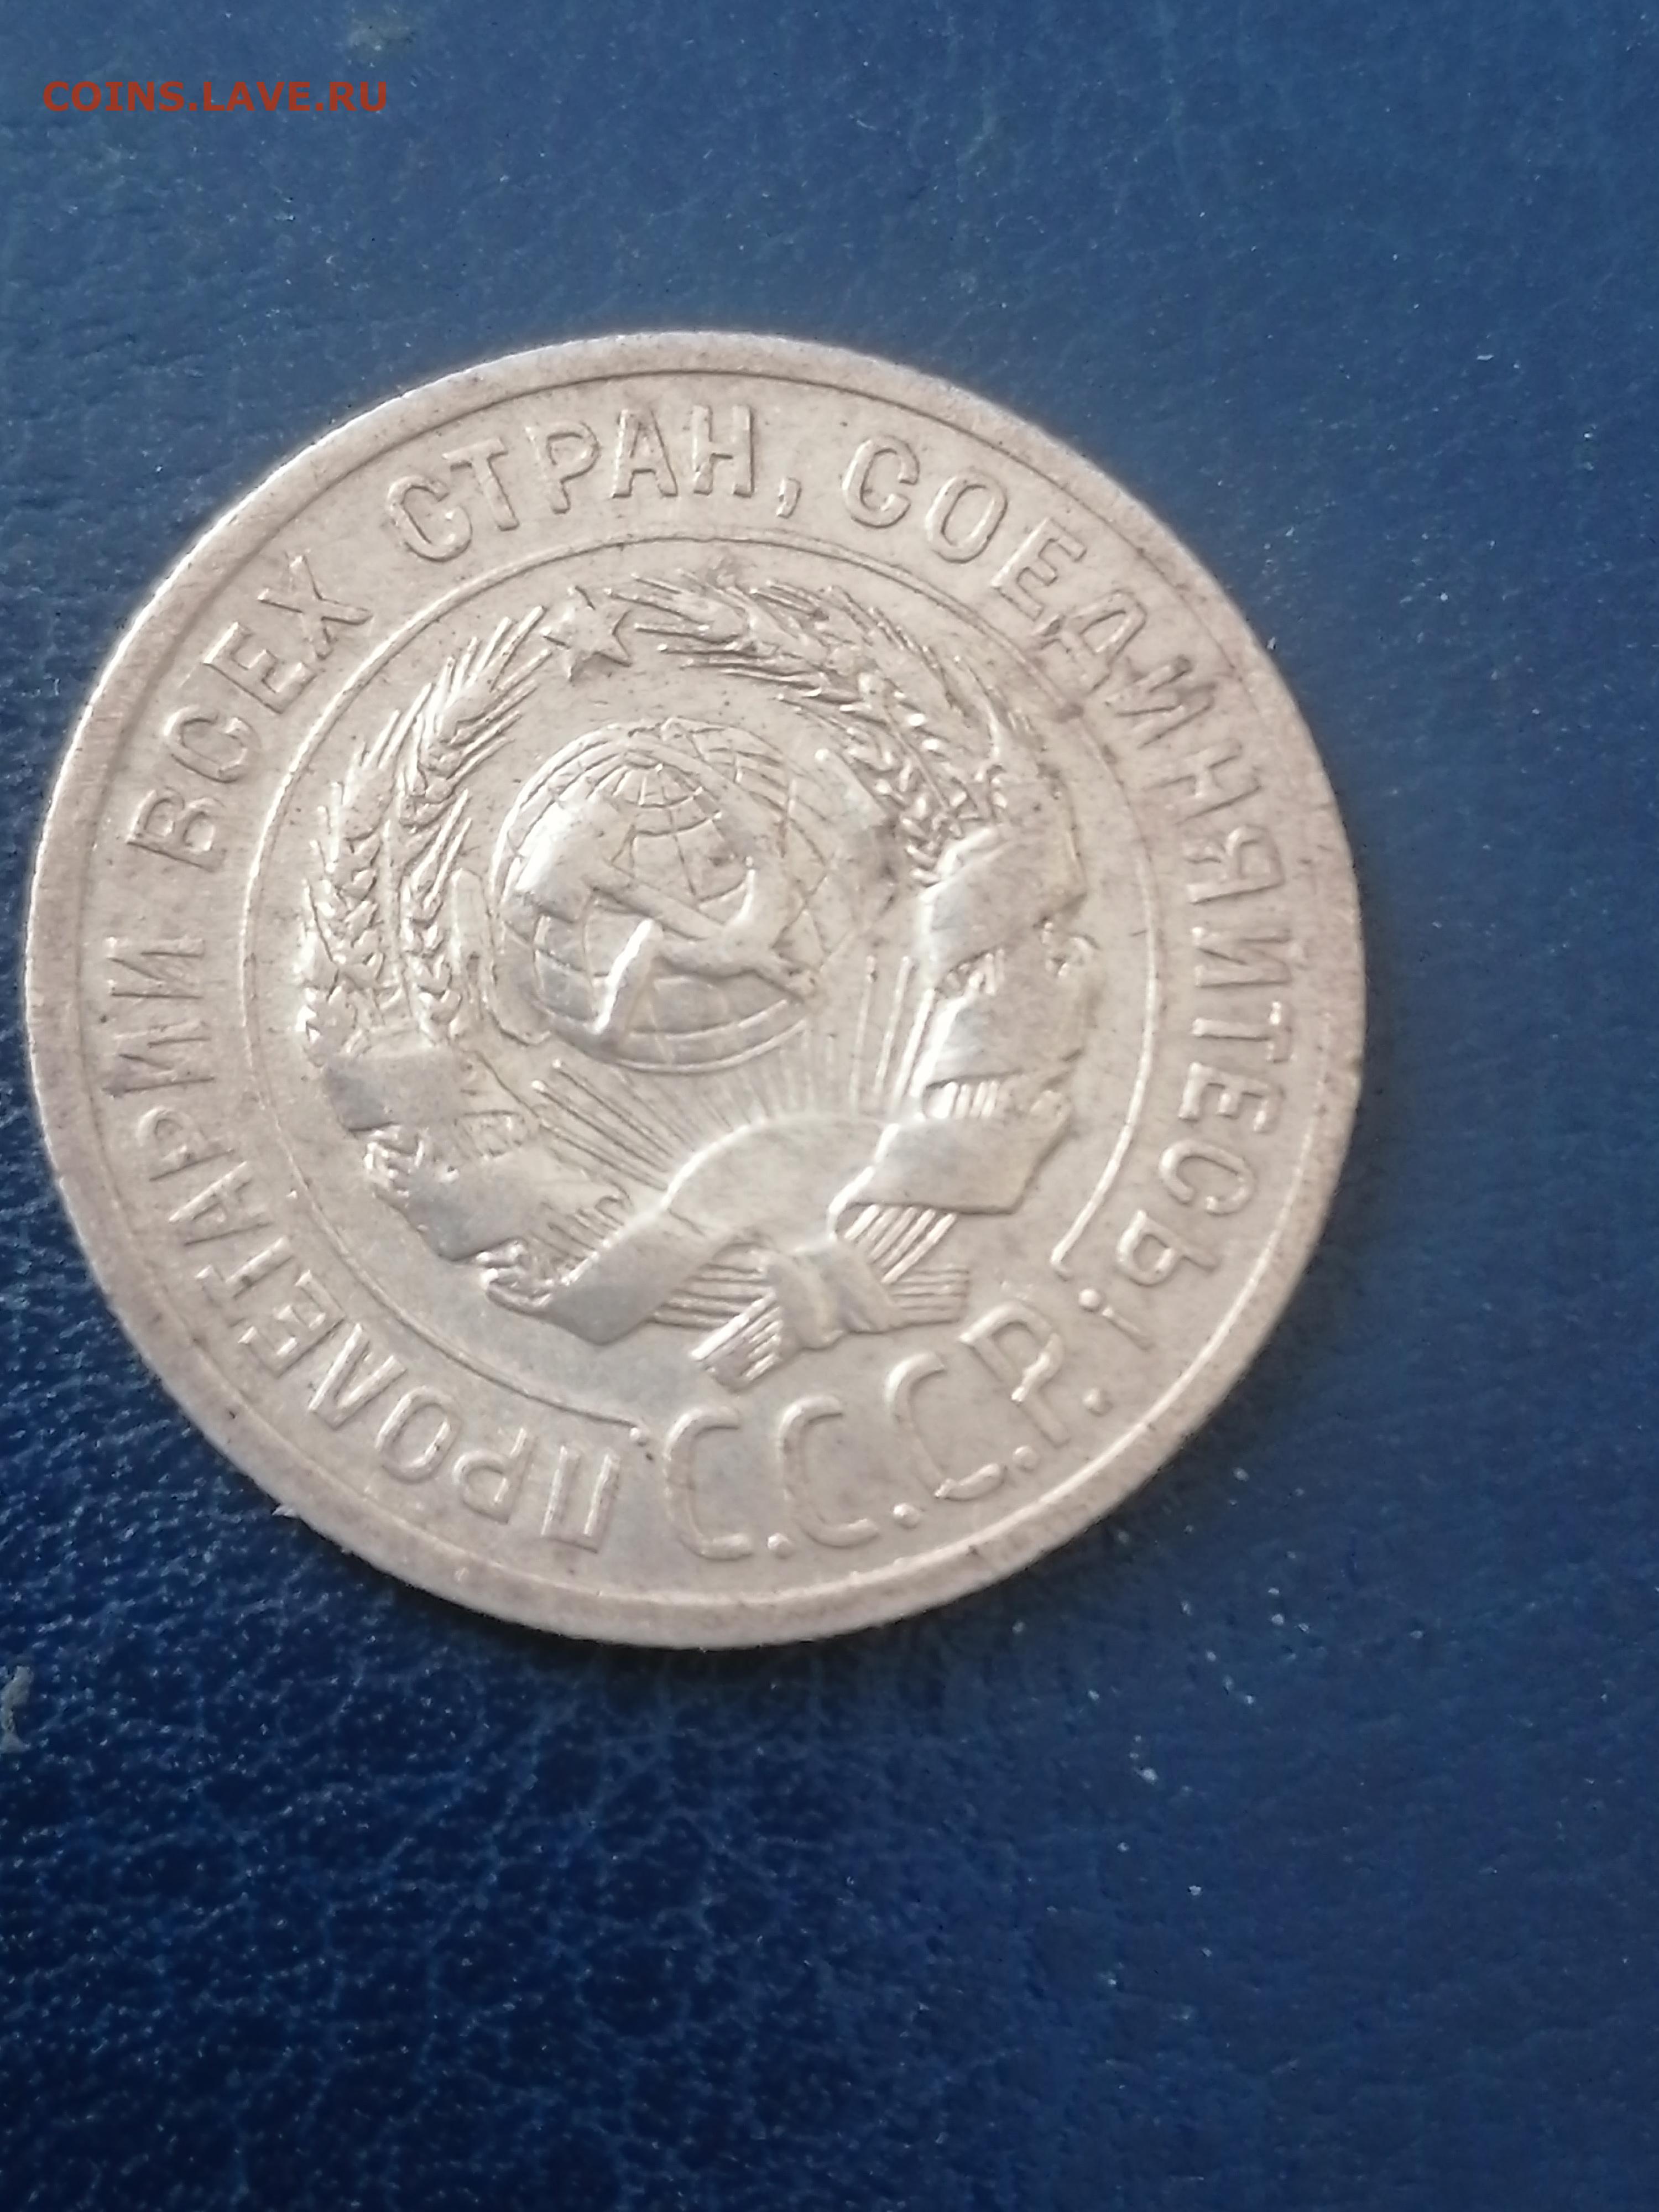 COINS.LAVE.RU
ПРОЛЕТАРИИ ВСЕХ СТРАН, СОЕДИНЯЙТЕСЬ!
С.С.С.Р.